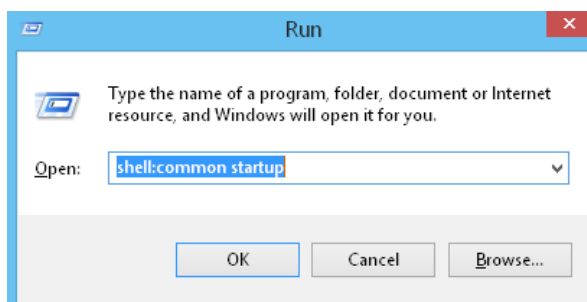 Run
Type the name of a program, folder, document or Internet
resource, and Windows will open it for you.
Open: shell:common startup
OK Cancel Browse...